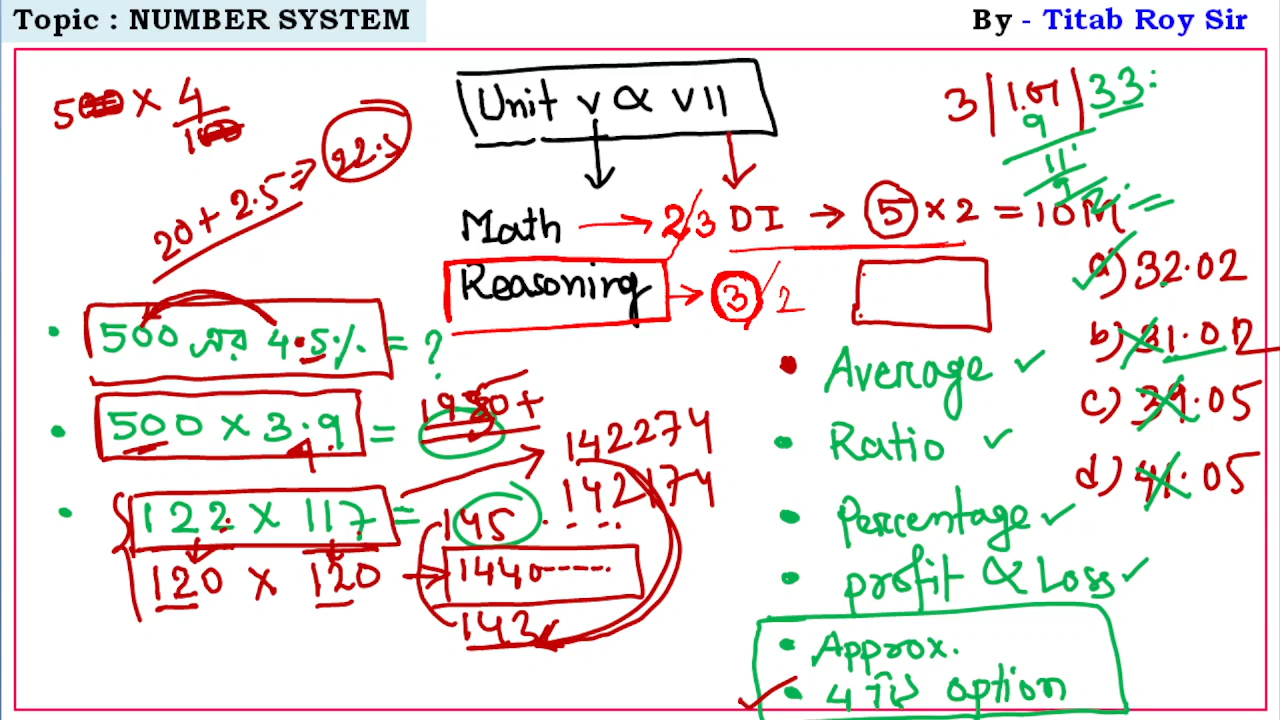 Topic : NUMBER SYSTEM
By - Titab Roy Sir
Unit V & VII
Math → 2/3
DI → 5 × 2 = 10M
Reasoning → 3/2
500 × 4/100
20 + 2.5 ⇒ 22.5
• 500 এর 4.5% = ?
• 500 × 3.9 = 1950+
• 122 × 117 = 145 .....
120 × 120 → 1440-----
143
142274
142174
33
a) 32.02
b) 31.02
c) 39.05
d) 41.05
• Average ✓
• Ratio ✓
• Percentage ✓
• profit & Loss ✓
• Approx.
• 4 টি option